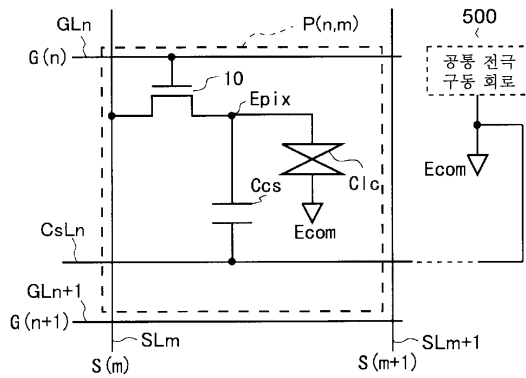 GLn
P(n,m)
500
G(n)
10
Epix
공통 전극
구동 회로
Ccs
Clc
Ecom
Ecom
CsLn
GLn+1
G(n+1)
SLm
SLm+1
S(m)
S(m+1)